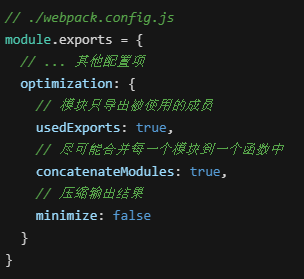 // ./webpack.config.js
module.exports = {
  // ... 其他配置项
  optimization: {
    // 模块只导出被使用的成员
    usedExports: true,
    // 尽可能合并每一个模块到一个函数中
    concatenateModules: true,
    // 压缩输出结果
    minimize: false
  }
}